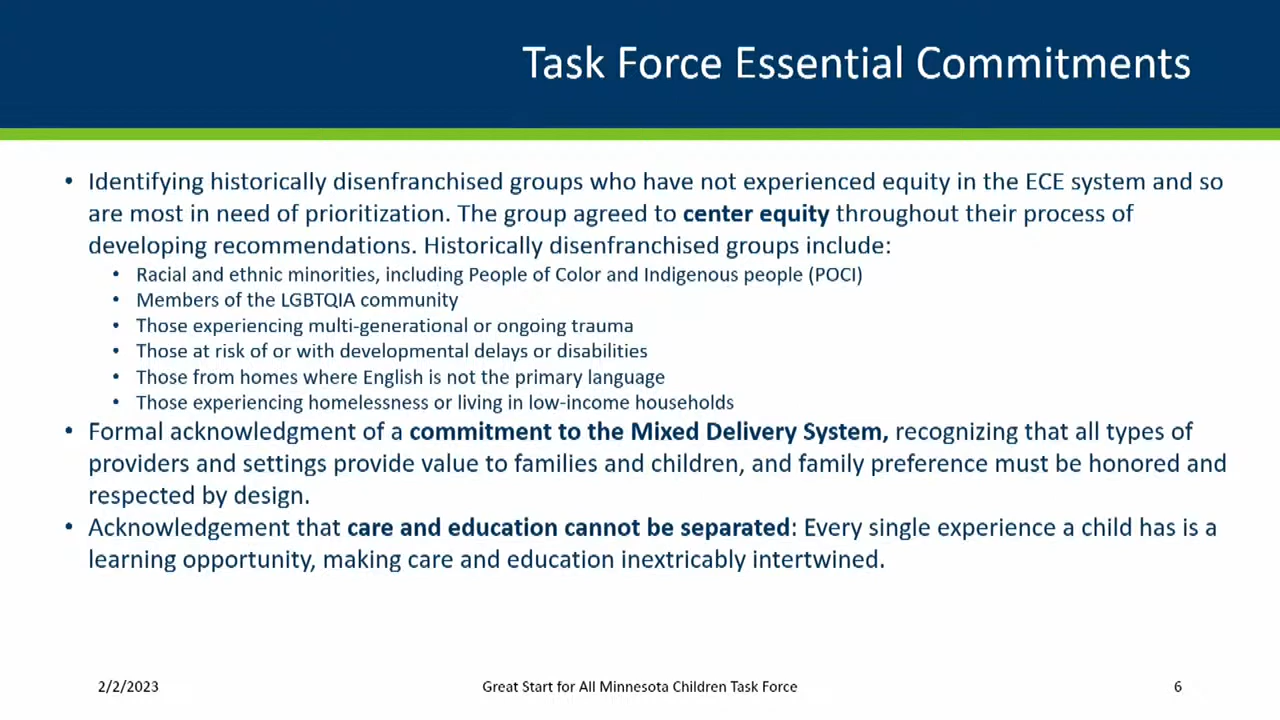 Task Force Essential Commitments
• Identifying historically disenfranchised groups who have not experienced equity in the ECE system and so
are most in need of prioritization. The group agreed to center equity throughout their process of
developing recommendations. Historically disenfranchised groups include:
• Racial and ethnic minorities, including People of Color and Indigenous people (POCI)
• Members of the LGBTQIA community
• Those experiencing multi-generational or ongoing trauma
• Those at risk of or with developmental delays or disabilities
• Those from homes where English is not the primary language
• Those experiencing homelessness or living in low-income households
• Formal acknowledgment of a commitment to the Mixed Delivery System, recognizing that all types of
providers and settings provide value to families and children, and family preference must be honored and
respected by design.
• Acknowledgement that care and education cannot be separated: Every single experience a child has is a
learning opportunity, making care and education inextricably intertwined.
2/2/2023 Great Start for All Minnesota Children Task Force 6